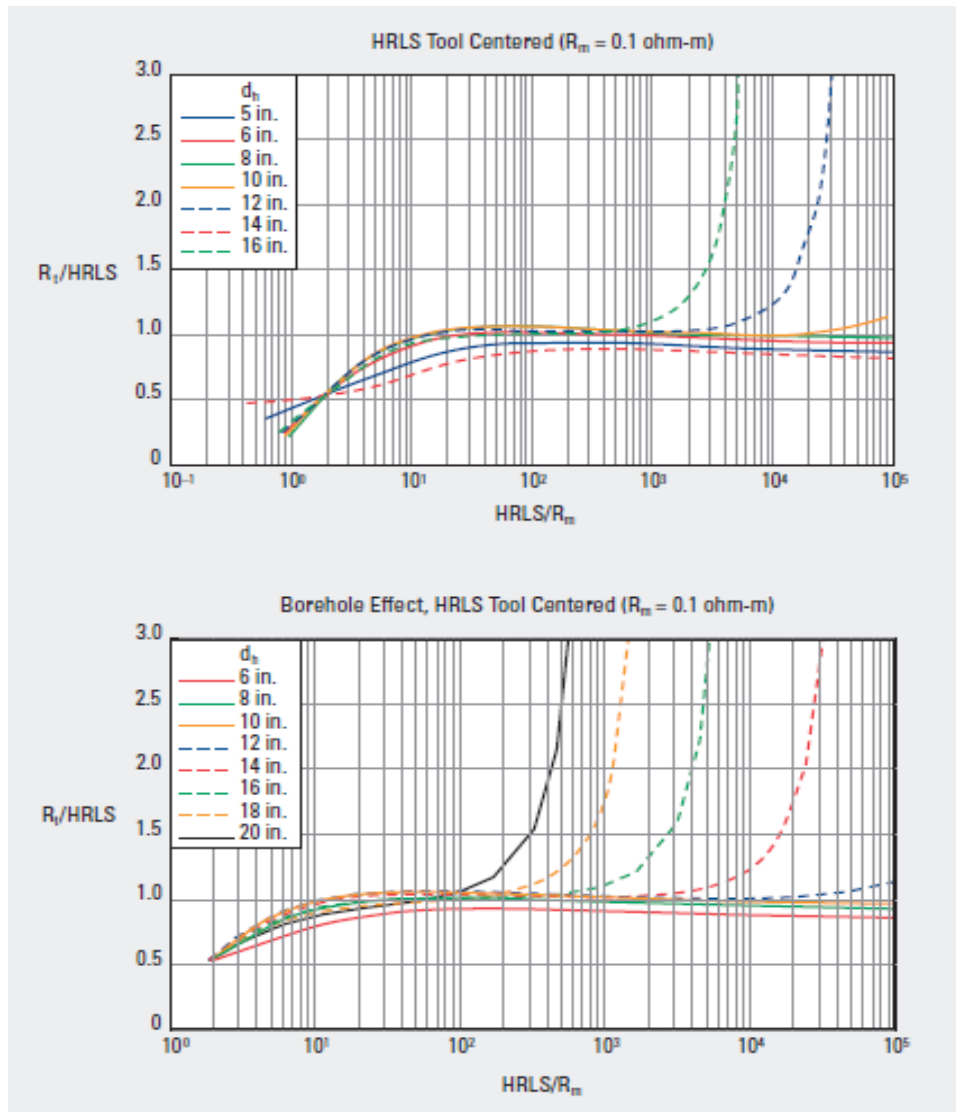 HRLS Tool Centered (Rm = 0.1 ohm-m)
3.0
dh
5 in.
6 in.
2.5
8 in.
10 in.
2.0
12 in.
14 in.
16 in.
Rt/HRLS
1.5
1.0
0.5
0
10–1
10⁰
10¹
10²
10³
10⁴
10⁵
HRLS/Rm
Borehole Effect, HRLS Tool Centered (Rm = 0.1 ohm-m)
3.0
dh
6 in.
8 in.
2.5
10 in.
12 in.
2.0
14 in.
16 in.
18 in.
Rt/HRLS
1.5
20 in.
1.0
0.5
0
10⁰
10¹
10²
10³
10⁴
10⁵
HRLS/Rm